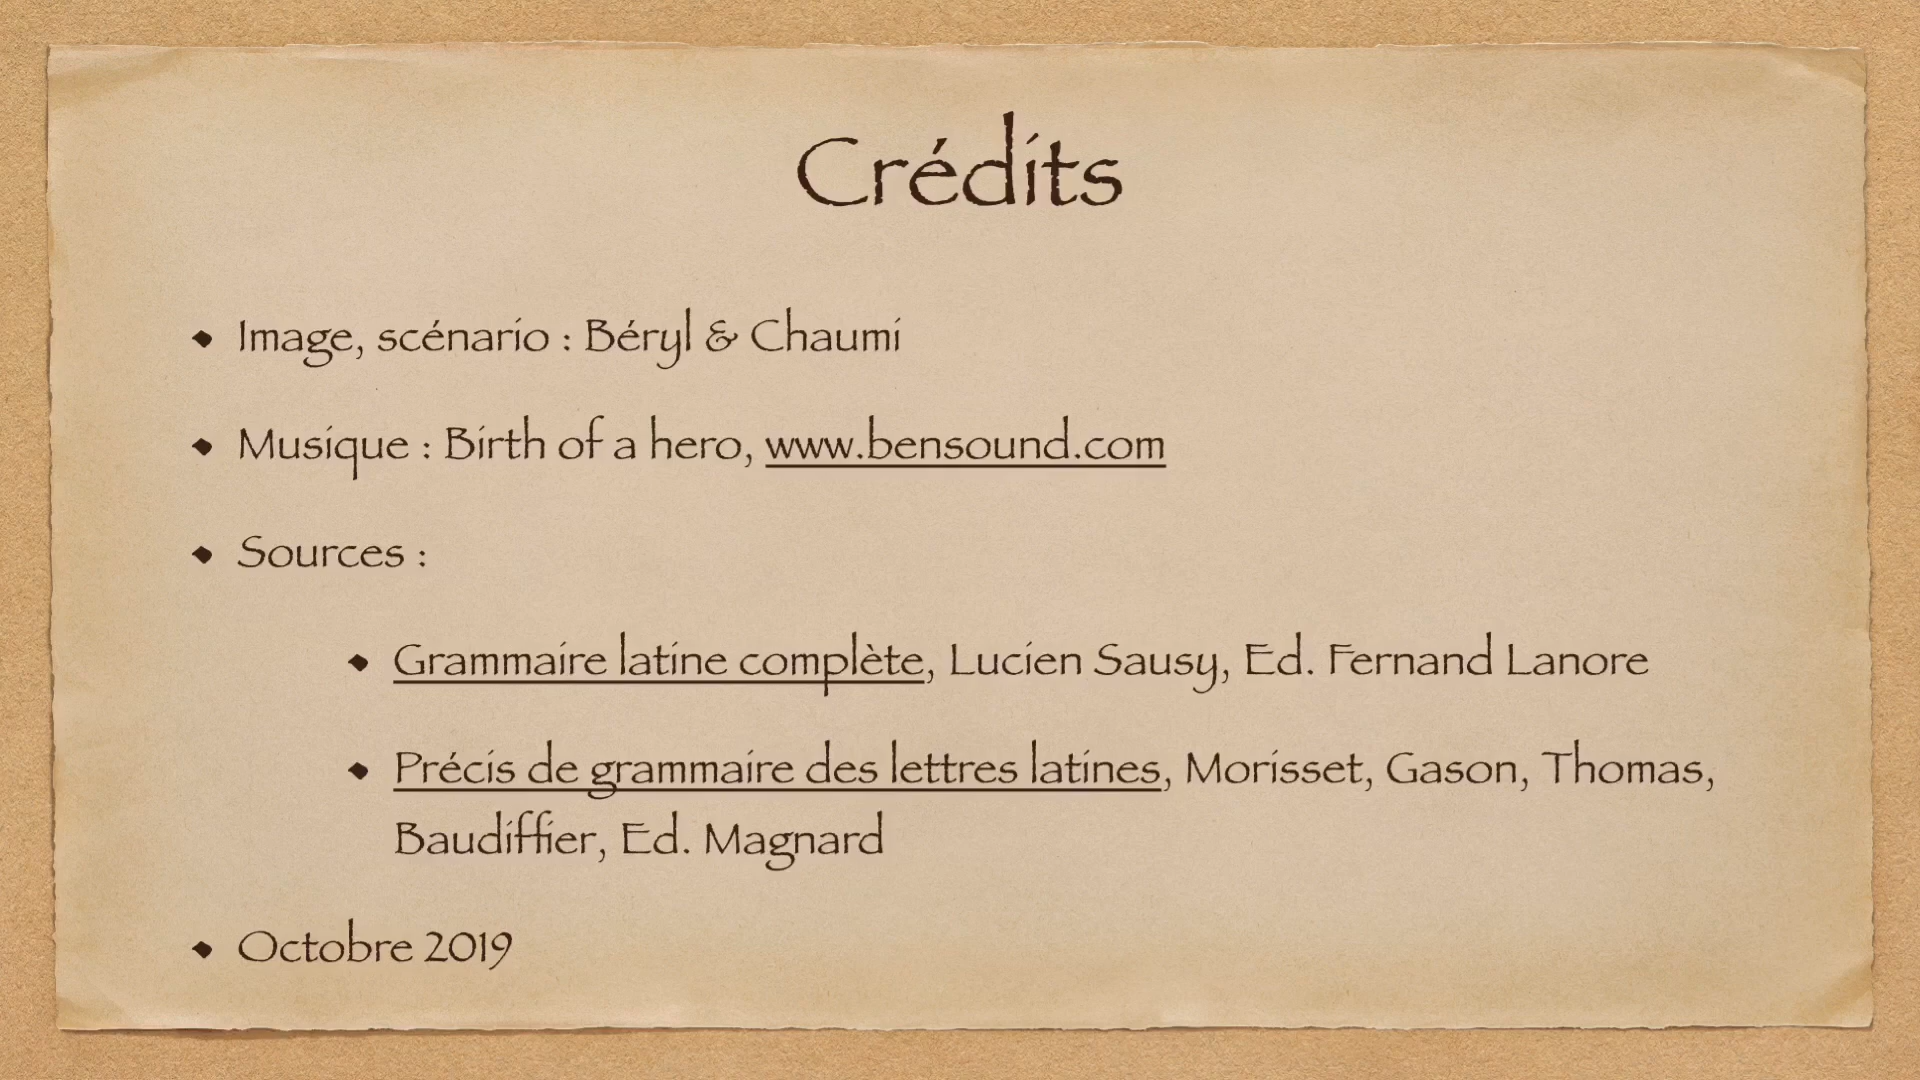 Crédits
• Image, scénario : Béryl & Chaumi
• Musique : Birth of a hero, www.bensound.com
• Sources :
• Grammaire latine complète, Lucien Sausy, Ed. Fernand Lanore
• Précis de grammaire des lettres latines, Morisset, Gason, Thomas,
Baudiffier, Ed. Magnard
• Octobre 2019